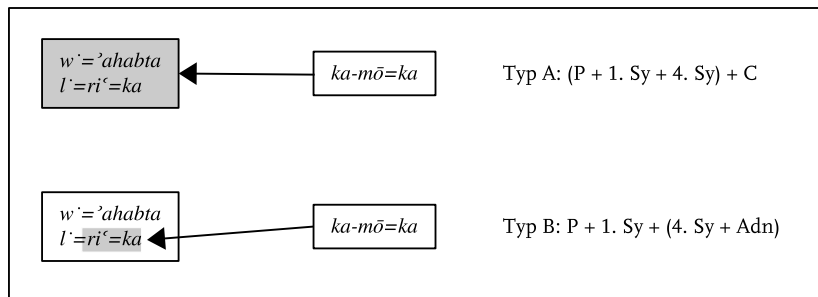 w˙=ʾahabta
l˙=riʿ=ka
ka-mō=ka
Typ A: (P + 1. Sy + 4. Sy) + C
w˙=ʾahabta
l˙=riʿ=ka
ka-mō=ka
Typ B: P + 1. Sy + (4. Sy + Adn)